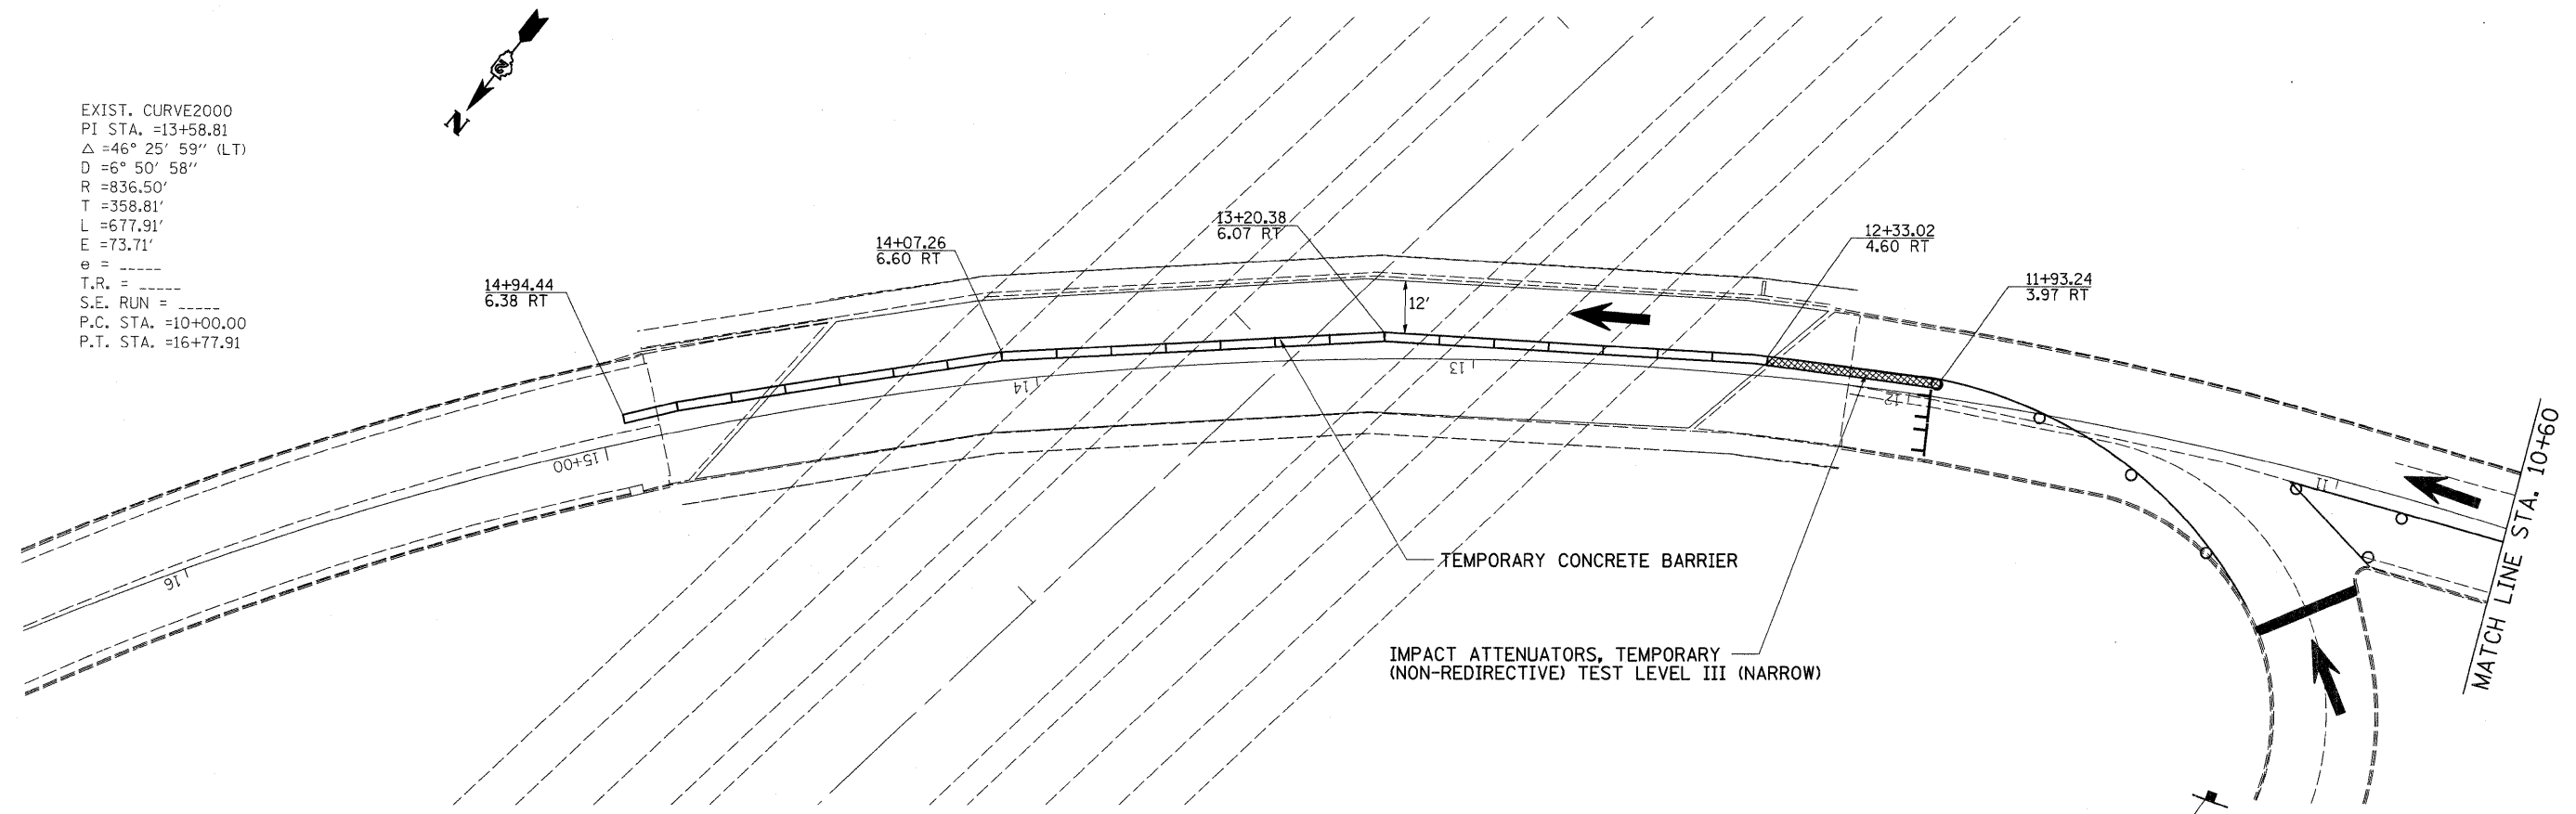 N
EXIST. CURVE2000
PI STA. =13+58.81
△ =46° 25' 59" (LT)
D =6° 50' 58"
R =836.50'
T =358.81'
L =677.91'
E =73.71'
e = _____
T.R. = _____
S.E. RUN = _____
P.C. STA. =10+00.00
P.T. STA. =16+77.91
14+94.44
6.38 RT
14+07.26
6.60 RT
13+20.38
6.07 RT
12+33.02
4.60 RT
11+93.24
3.97 RT
12'
16
15+00
14
13
12
11
TEMPORARY CONCRETE BARRIER
IMPACT ATTENUATORS, TEMPORARY
(NON-REDIRECTIVE) TEST LEVEL III (NARROW)
MATCH LINE STA. 10+60